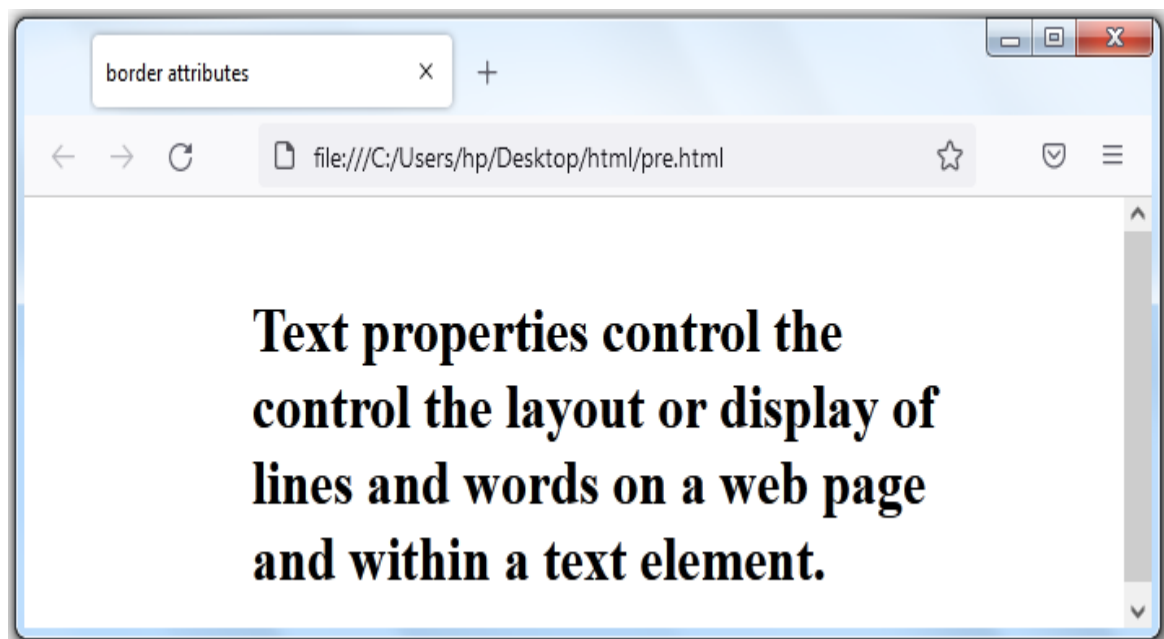 border attributes
file:///C:/Users/hp/Desktop/html/pre.html
Text properties control the
control the layout or display of
lines and words on a web page
and within a text element.